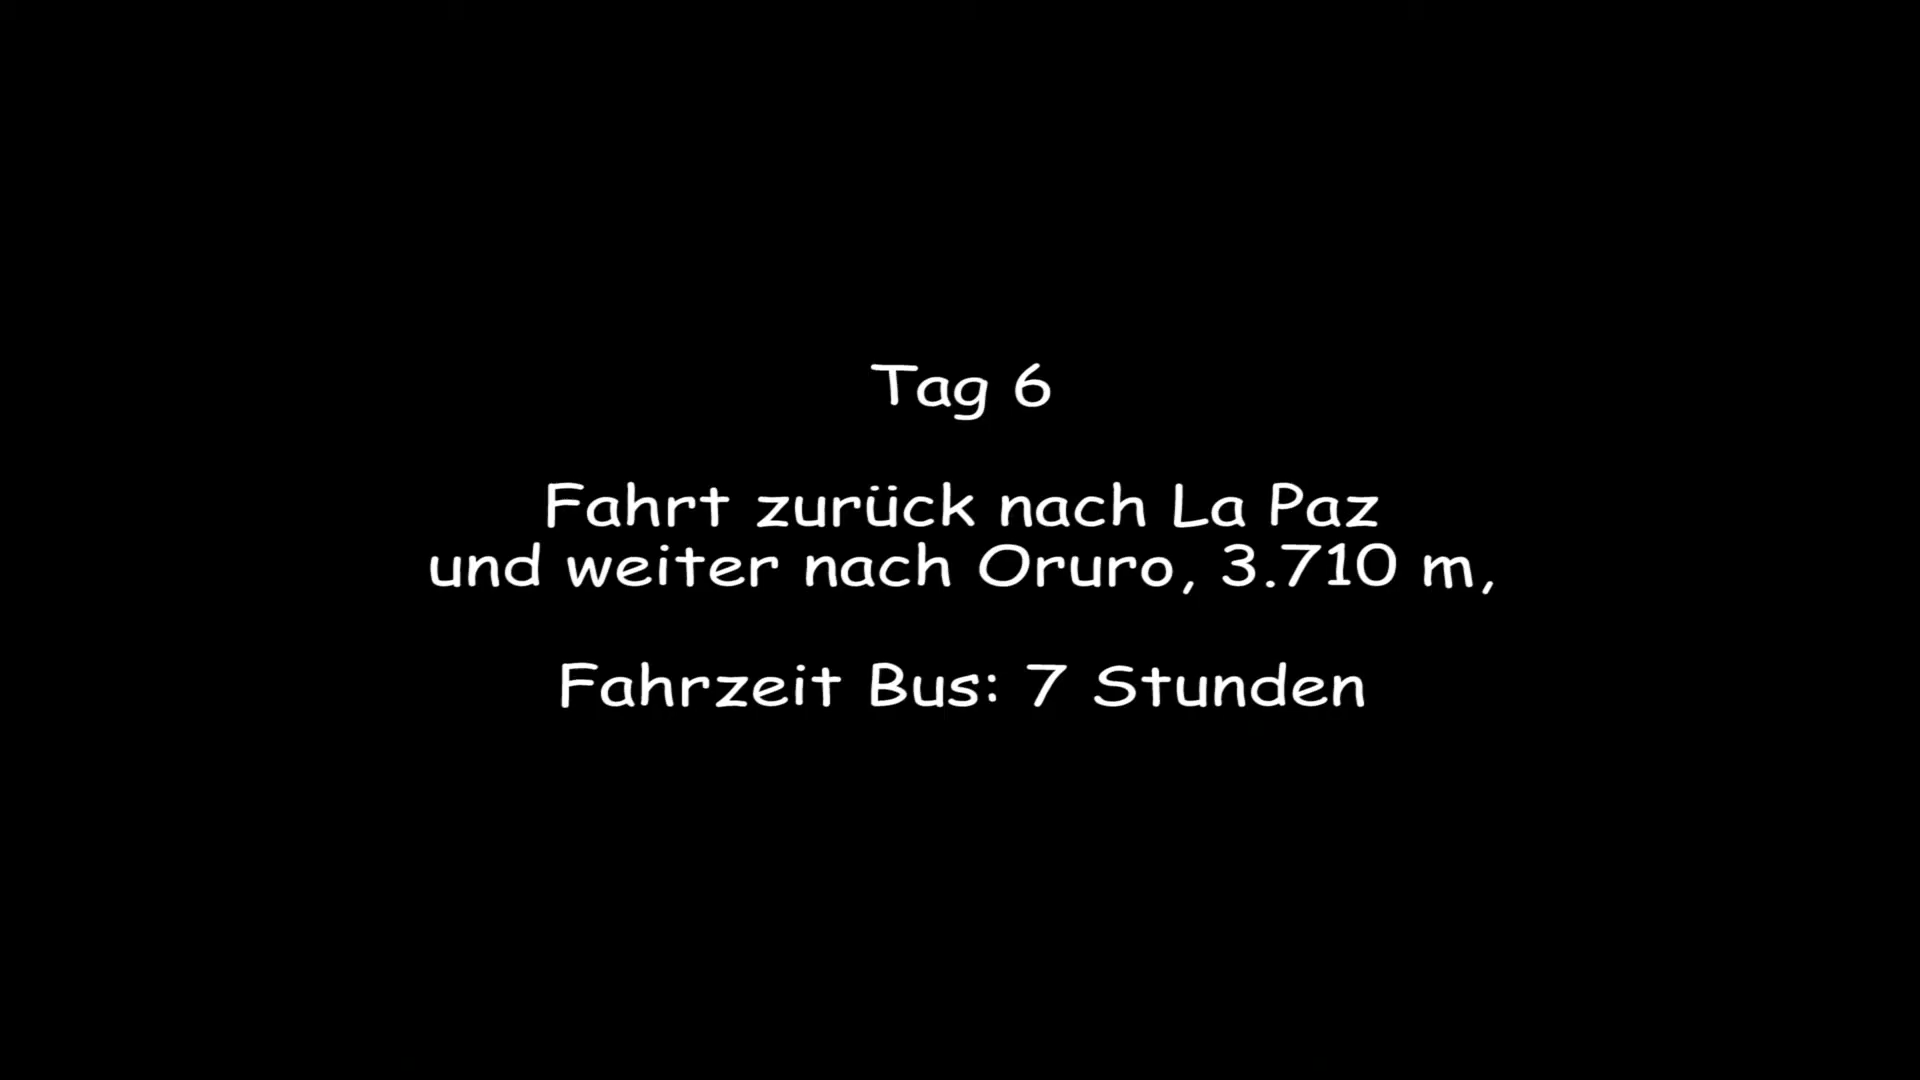 Tag 6
Fahrt zurück nach La Paz
und weiter nach Oruro, 3.710 m,
Fahrzeit Bus: 7 Stunden